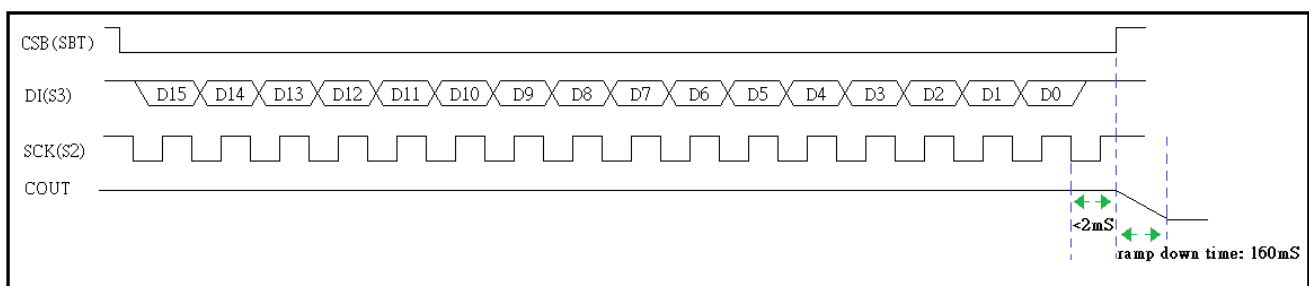 CSB(SBT)
DI(S3) D15 D14 D13 D12 D11 D10 D9 D8 D7 D6 D5 D4 D3 D2 D1 D0
SCK(S2)
COUT
<2mS
ramp down time: 160mS